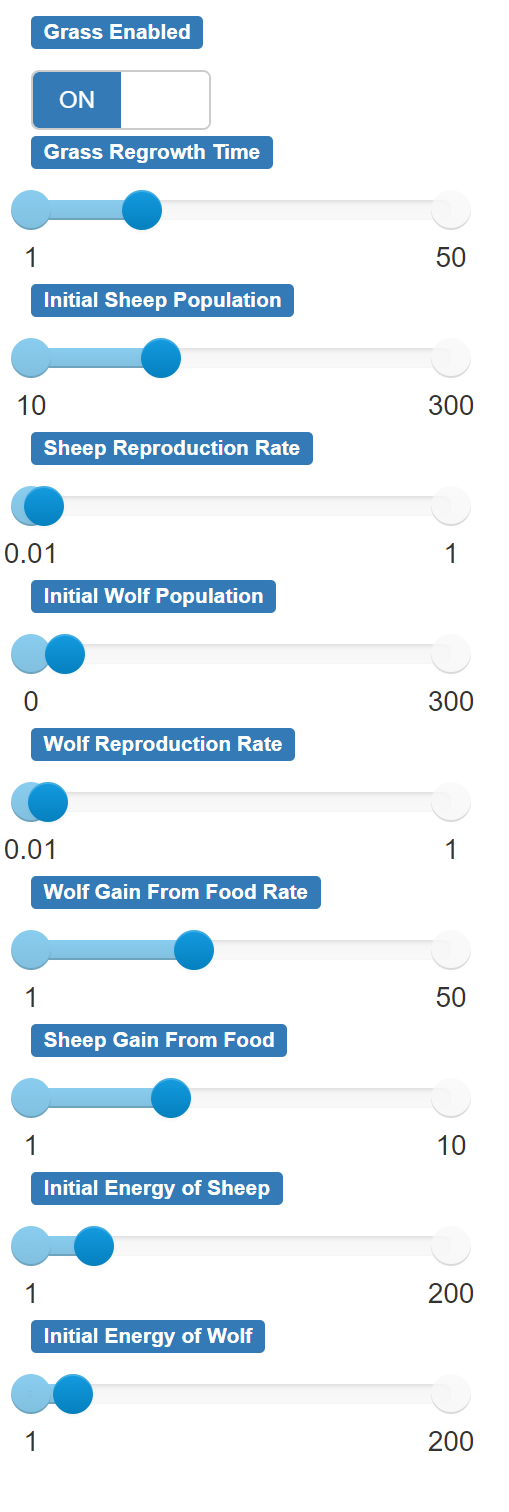 Grass Enabled
ON
Grass Regrowth Time
1 50
Initial Sheep Population
10 300
Sheep Reproduction Rate
0.01 1
Initial Wolf Population
0 300
Wolf Reproduction Rate
0.01 1
Wolf Gain From Food Rate
1 50
Sheep Gain From Food
1 10
Initial Energy of Sheep
1 200
Initial Energy of Wolf
1 200